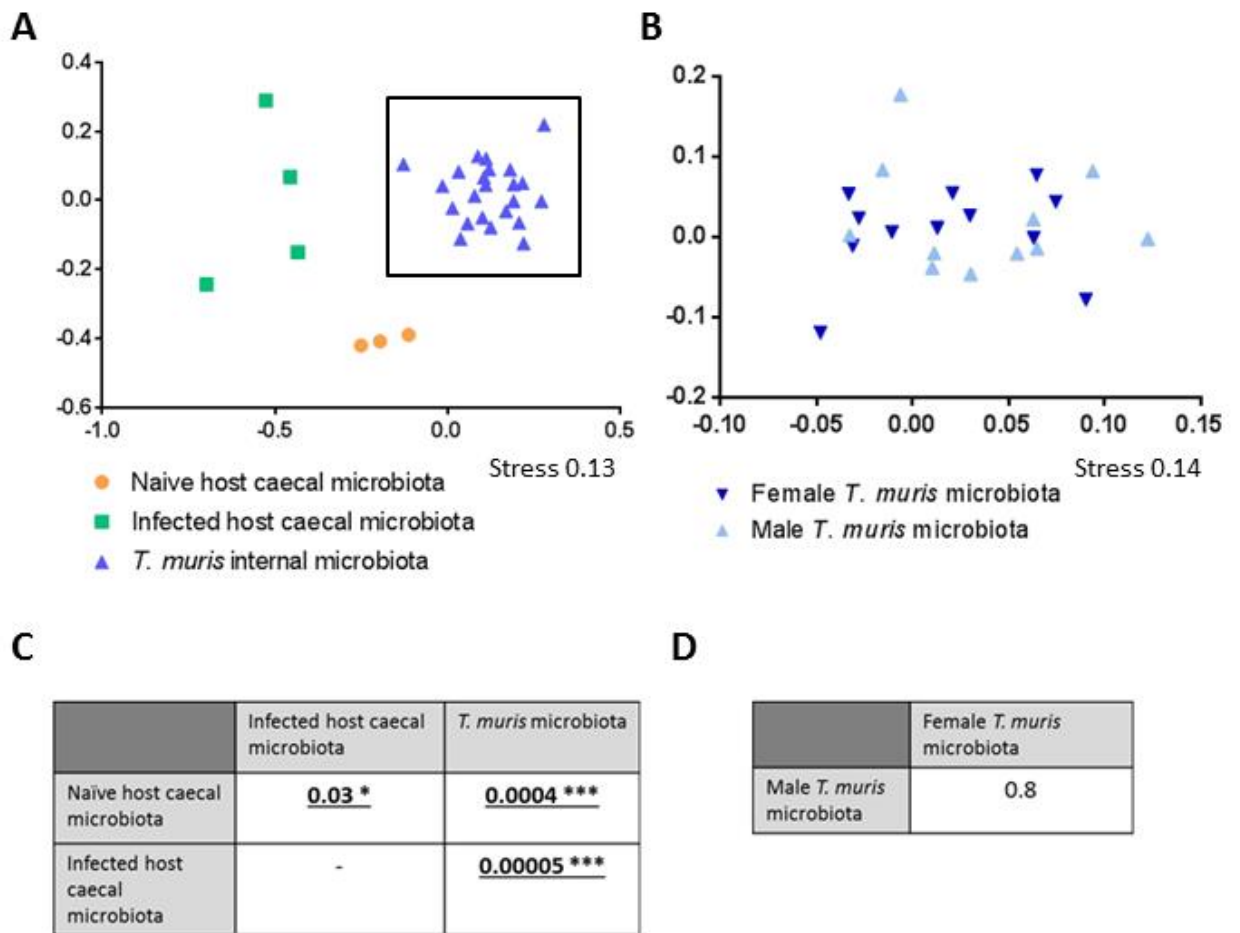 A
0.4
0.2
0.0
-0.2
-0.4
-0.6
-1.0
-0.5
0.0
0.5
Stress 0.13
Naive host caecal microbiota
Infected host caecal microbiota
T. muris internal microbiota
B
0.2
0.1
0.0
-0.1
-0.2
-0.10
-0.05
0.00
0.05
0.10
0.15
Stress 0.14
Female T. muris microbiota
Male T. muris microbiota
C
Infected host caecal
microbiota
T. muris microbiota
Naïve host caecal
microbiota
0.03 *
0.0004 ***
Infected host
caecal
microbiota
-
0.00005 ***
D
Female T. muris
microbiota
Male T. muris
microbiota
0.8